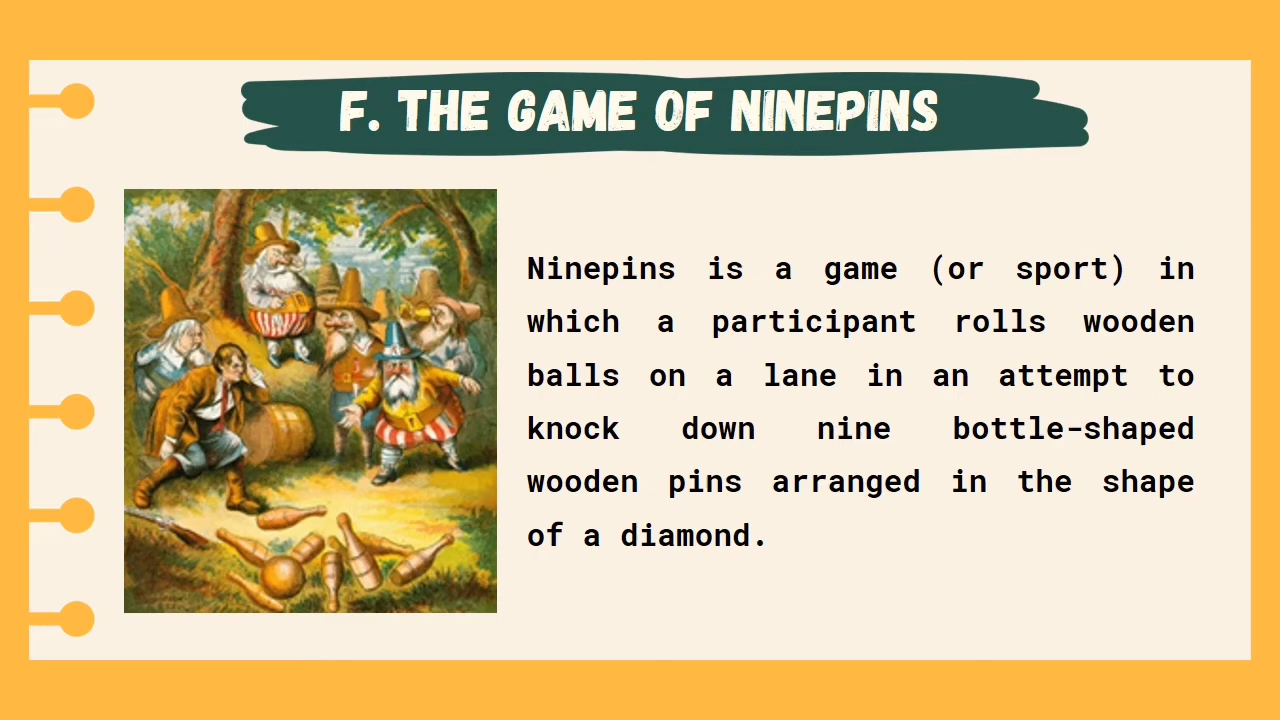 F. THE GAME OF NINEPINS
Ninepins is a game (or sport) in
which a participant rolls wooden
balls on a lane in an attempt to
knock down nine bottle-shaped
wooden pins arranged in the shape
of a diamond.